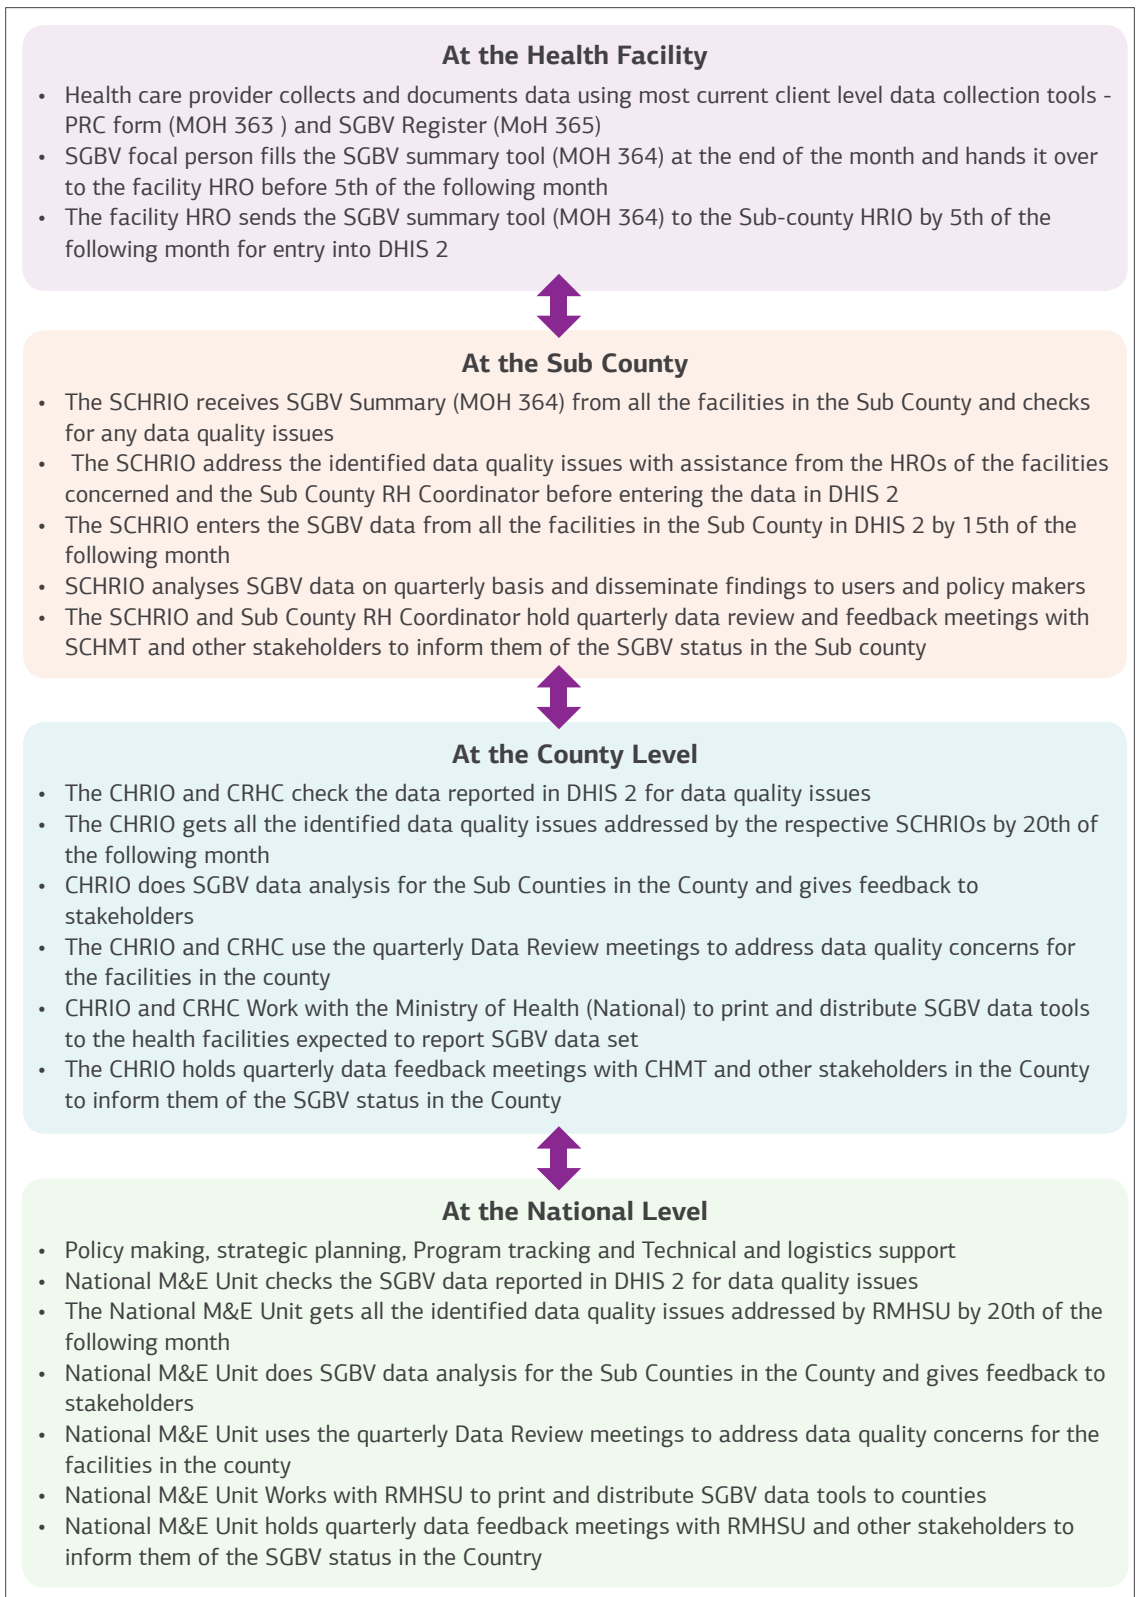 At the Health Facility
• Health care provider collects and documents data using most current client level data collection tools -
PRC form (MOH 363 ) and SGBV Register (MoH 365)
• SGBV focal person fills the SGBV summary tool (MOH 364) at the end of the month and hands it over
to the facility HRO before 5th of the following month
• The facility HRO sends the SGBV summary tool (MOH 364) to the Sub-county HRIO by 5th of the
following month for entry into DHIS 2
At the Sub County
• The SCHRIO receives SGBV Summary (MOH 364) from all the facilities in the Sub County and checks
for any data quality issues
• The SCHRIO address the identified data quality issues with assistance from the HROs of the facilities
concerned and the Sub County RH Coordinator before entering the data in DHIS 2
• The SCHRIO enters the SGBV data from all the facilities in the Sub County in DHIS 2 by 15th of the
following month
• SCHRIO analyses SGBV data on quarterly basis and disseminate findings to users and policy makers
• The SCHRIO and Sub County RH Coordinator hold quarterly data review and feedback meetings with
SCHMT and other stakeholders to inform them of the SGBV status in the Sub county
At the County Level
• The CHRIO and CRHC check the data reported in DHIS 2 for data quality issues
• The CHRIO gets all the identified data quality issues addressed by the respective SCHRIOs by 20th of
the following month
• CHRIO does SGBV data analysis for the Sub Counties in the County and gives feedback to
stakeholders
• The CHRIO and CRHC use the quarterly Data Review meetings to address data quality concerns for
the facilities in the county
• CHRIO and CRHC Work with the Ministry of Health (National) to print and distribute SGBV data tools
to the health facilities expected to report SGBV data set
• The CHRIO holds quarterly data feedback meetings with CHMT and other stakeholders in the County
to inform them of the SGBV status in the County
At the National Level
• Policy making, strategic planning, Program tracking and Technical and logistics support
• National M&E Unit checks the SGBV data reported in DHIS 2 for data quality issues
• The National M&E Unit gets all the identified data quality issues addressed by RMHSU by 20th of the
following month
• National M&E Unit does SGBV data analysis for the Sub Counties in the County and gives feedback to
stakeholders
• National M&E Unit uses the quarterly Data Review meetings to address data quality concerns for the
facilities in the county
• National M&E Unit Works with RMHSU to print and distribute SGBV data tools to counties
• National M&E Unit holds quarterly data feedback meetings with RMHSU and other stakeholders to
inform them of the SGBV status in the Country